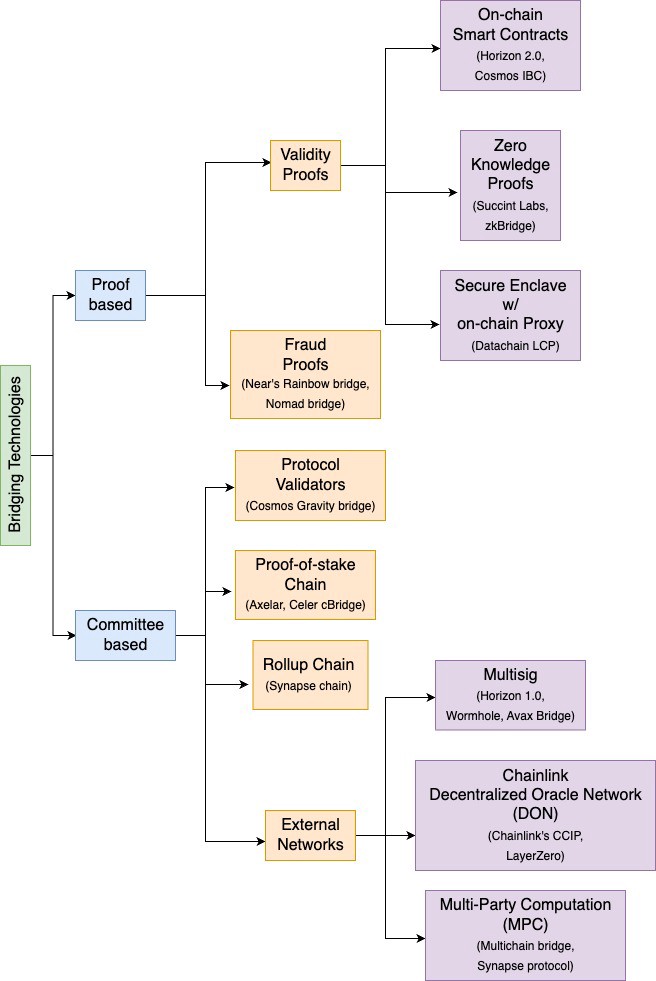 Bridging Technologies
Proof
based
Validity
Proofs
On-chain
Smart Contracts
(Horizon 2.0,
Cosmos IBC)
Zero
Knowledge
Proofs
(Succint Labs,
zkBridge)
Secure Enclave
w/
on-chain Proxy
(Datachain LCP)
Fraud
Proofs
(Near's Rainbow bridge,
Nomad bridge)
Committee
based
Protocol
Validators
(Cosmos Gravity bridge)
Proof-of-stake
Chain
(Axelar, Celer cBridge)
Rollup Chain
(Synapse chain)
External
Networks
Multisig
(Horizon 1.0,
Wormhole, Avax Bridge)
Chainlink
Decentralized Oracle Network
(DON)
(Chainlink's CCIP,
LayerZero)
Multi-Party Computation
(MPC)
(Multichain bridge,
Synapse protocol)